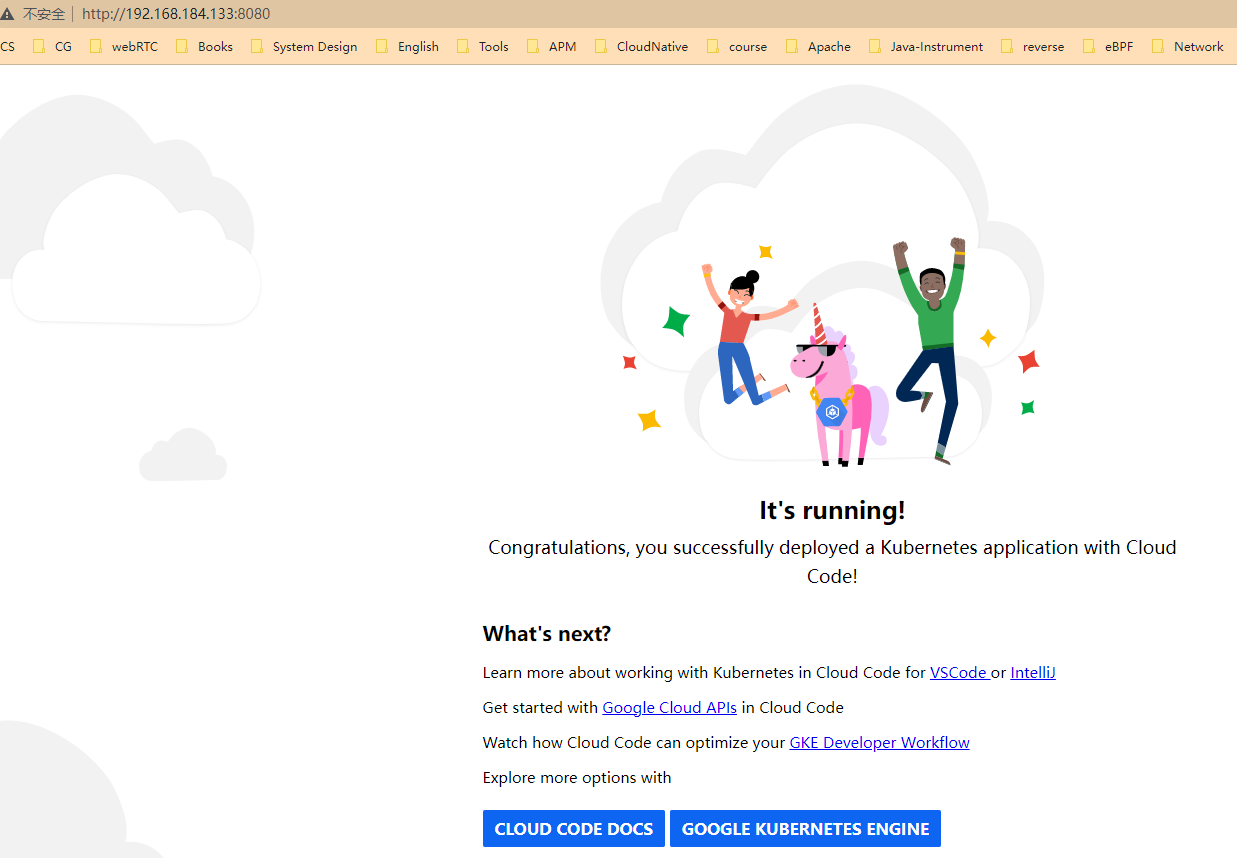 不安全 http://192.168.184.133:8080
CS CG webRTC Books System Design English Tools APM CloudNative course Apache Java-Instrument reverse eBPF Network
It's running!
Congratulations, you successfully deployed a Kubernetes application with Cloud
Code!
What's next?
Learn more about working with Kubernetes in Cloud Code for VSCode or IntelliJ
Get started with Google Cloud APIs in Cloud Code
Watch how Cloud Code can optimize your GKE Developer Workflow
Explore more options with
CLOUD CODE DOCS GOOGLE KUBERNETES ENGINE